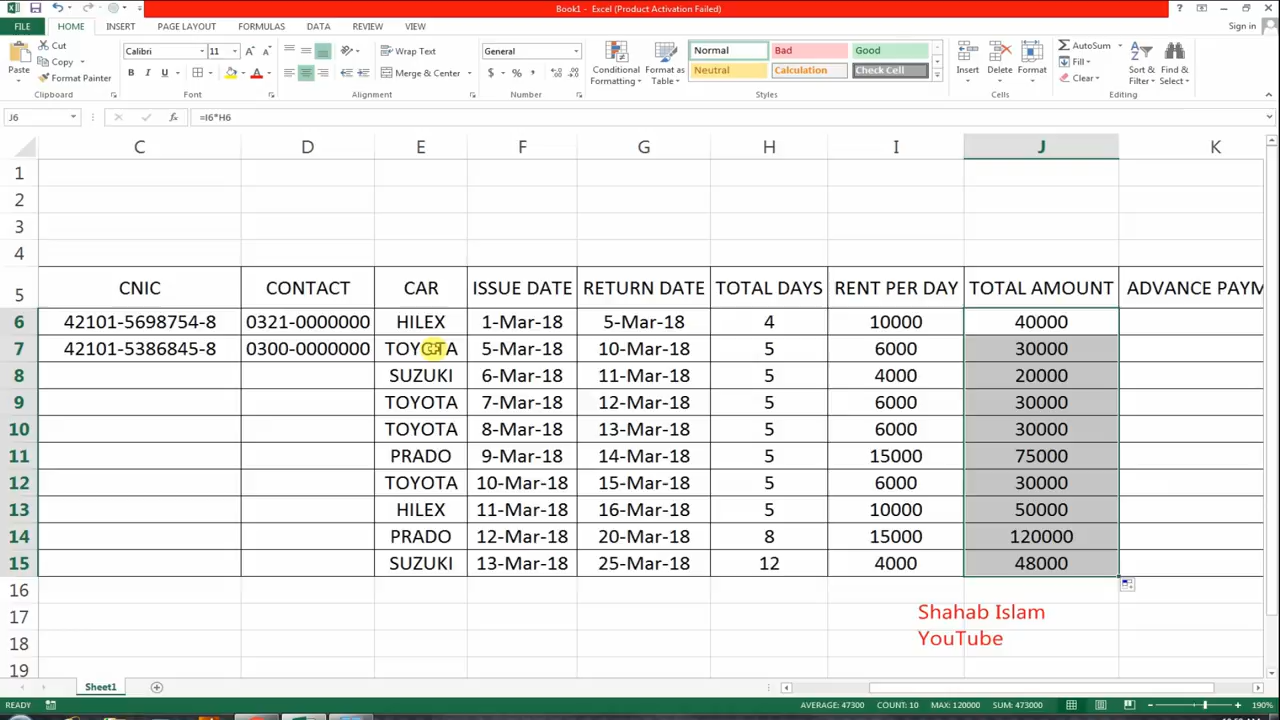 Book1 - Excel (Product Activation Failed)
FILE HOME INSERT PAGE LAYOUT FORMULAS DATA REVIEW VIEW Sign in
Cut
Copy
Format Painter
Paste
Clipboard
Calibri 11
B I U
Font
Wrap Text
Merge & Center
Alignment
General
$ % ,
Number
Conditional Formatting
Format as Table
Normal Bad Good
Neutral Calculation Check Cell
Styles
Insert Delete Format
Cells
AutoSum
Fill
Clear
Sort & Filter
Find & Select
Editing
J6 =I6*H6
C D E F G H I J K
1
2
3
4
5 CNIC CONTACT CAR ISSUE DATE RETURN DATE TOTAL DAYS RENT PER DAY TOTAL AMOUNT ADVANCE PAYM
6 42101-5698754-8 0321-0000000 HILEX 1-Mar-18 5-Mar-18 4 10000 40000
7 42101-5386845-8 0300-0000000 TOYOTA 5-Mar-18 10-Mar-18 5 6000 30000
8 SUZUKI 6-Mar-18 11-Mar-18 5 4000 20000
9 TOYOTA 7-Mar-18 12-Mar-18 5 6000 30000
10 TOYOTA 8-Mar-18 13-Mar-18 5 6000 30000
11 PRADO 9-Mar-18 14-Mar-18 5 15000 75000
12 TOYOTA 10-Mar-18 15-Mar-18 5 6000 30000
13 HILEX 11-Mar-18 16-Mar-18 5 10000 50000
14 PRADO 12-Mar-18 20-Mar-18 8 15000 120000
15 SUZUKI 13-Mar-18 25-Mar-18 12 4000 48000
16
17 Shahab Islam
18 YouTube
19
Sheet1
READY AVERAGE: 47300 COUNT: 10 MAX: 120000 SUM: 473000 190%